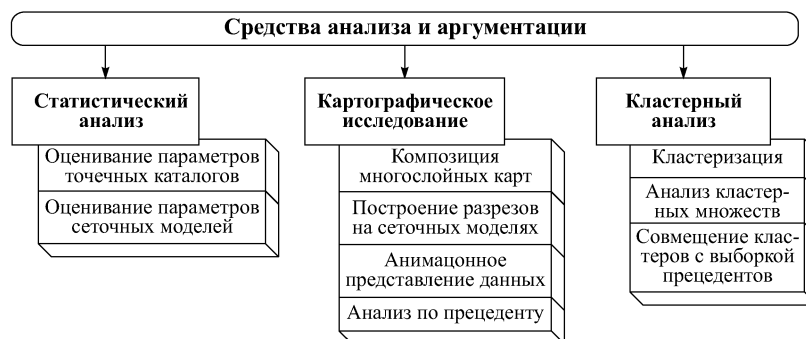 Средства анализа и аргументации
Статистический
анализ
Оценивание параметров
точечных каталогов
Оценивание параметров
сеточных моделей
Картографическое
исследование
Композиция
многослойных карт
Построение разрезов
на сеточных моделях
Анимацонное
представление данных
Анализ по прецеденту
Кластерный
анализ
Кластеризация
Анализ кластер-
ных множеств
Совмещение клас-
теров с выборкой
прецедентов